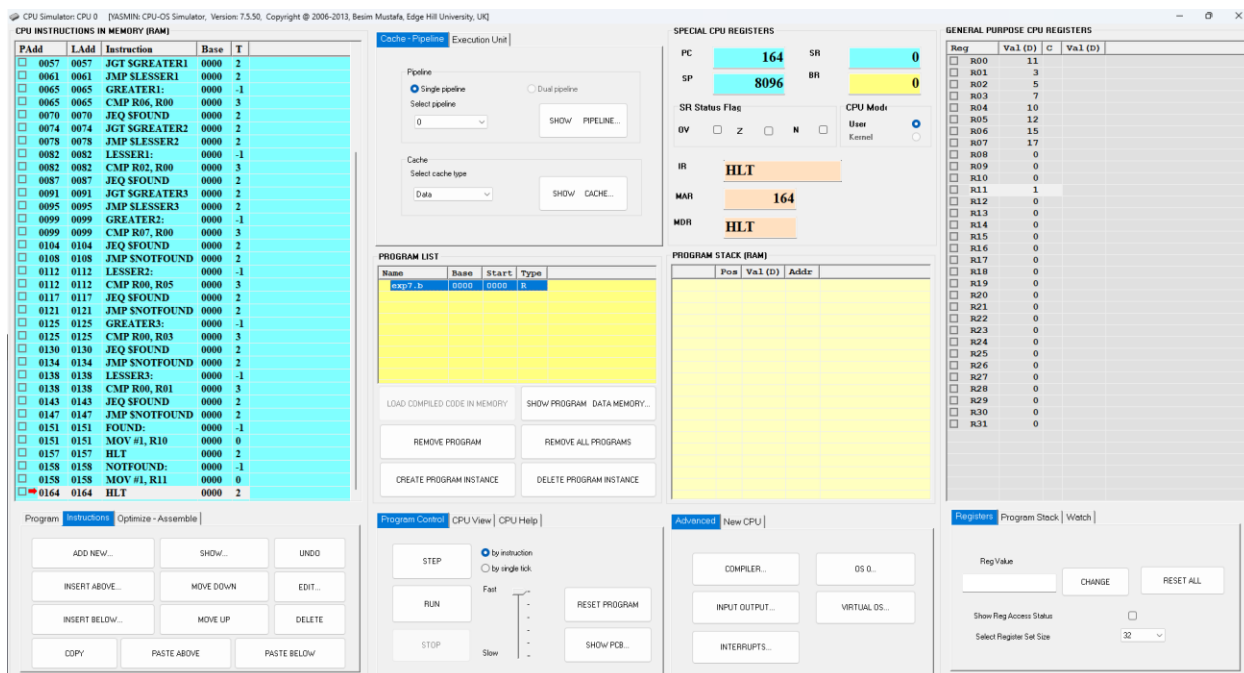 CPU Simulator: CPU 0 [YASMIN: CPU-OS Simulator, Version: 7.5.50, Copyright @ 2006-2013, Besim Mustafa, Edge Hill University, UK]
CPU INSTRUCTIONS IN MEMORY (RAM)
PAdd LAdd Instruction Base T
0057 0057 JGT $GREATER1 0000 2
0061 0061 JMP $LESSER1 0000 2
0065 0065 GREATER1: 0000 -1
0065 0065 CMP R06, R00 0000 3
0070 0070 JEQ $FOUND 0000 2
0074 0074 JGT $GREATER2 0000 2
0078 0078 JMP $LESSER2 0000 2
0082 0082 LESSER1: 0000 -1
0082 0082 CMP R02, R00 0000 3
0087 0087 JEQ $FOUND 0000 2
0091 0091 JGT $GREATER3 0000 2
0095 0095 JMP $LESSER3 0000 2
0099 0099 GREATER2: 0000 -1
0099 0099 CMP R07, R00 0000 3
0104 0104 JEQ $FOUND 0000 2
0108 0108 JMP $NOTFOUND 0000 2
0112 0112 LESSER2: 0000 -1
0112 0112 CMP R00, R05 0000 3
0117 0117 JEQ $FOUND 0000 2
0121 0121 JMP $NOTFOUND 0000 2
0125 0125 GREATER3: 0000 -1
0125 0125 CMP R00, R03 0000 3
0130 0130 JEQ $FOUND 0000 2
0134 0134 JMP $NOTFOUND 0000 2
0138 0138 LESSER3: 0000 -1
0138 0138 CMP R00, R01 0000 3
0143 0143 JEQ $FOUND 0000 2
0147 0147 JMP $NOTFOUND 0000 2
0151 0151 FOUND: 0000 -1
0151 0151 MOV #1, R10 0000 0
0157 0157 HLT 0000 2
0158 0158 NOTFOUND: 0000 -1
0158 0158 MOV #1, R11 0000 0
0164 0164 HLT 0000 2
Program Instructions Optimize - Assemble
ADD NEW... SHOW... UNDO
INSERT ABOVE... MOVE DOWN EDIT...
INSERT BELOW... MOVE UP DELETE
COPY PASTE ABOVE PASTE BELOW
Cache - Pipeline Execution Unit
Pipeline
Single pipeline Dual pipeline
Select pipeline
0 SHOW PIPELINE...
Cache
Select cache type
Data SHOW CACHE...
PROGRAM LIST
Name Base Start Type
exp7.b 0000 0000 R
LOAD COMPILED CODE IN MEMORY SHOW PROGRAM DATA MEMORY...
REMOVE PROGRAM REMOVE ALL PROGRAMS
CREATE PROGRAM INSTANCE DELETE PROGRAM INSTANCE
Program Control CPU View CPU Help
STEP by instruction
by single tick
Fast
RUN RESET PROGRAM
STOP Slow SHOW PCB...
SPECIAL CPU REGISTERS
PC 164 SR 0
SP 8096 BR 0
SR Status Flag CPU Mode
OV Z N User
Kernel
IR HLT
MAR 164
MDR HLT
PROGRAM STACK (RAM)
Pos Val (D) Addr
Advanced New CPU
COMPILER... OS 0...
INPUT OUTPUT... VIRTUAL OS...
INTERRUPTS...
GENERAL PURPOSE CPU REGISTERS
Reg Val (D) C Val (D)
R00 11
R01 3
R02 5
R03 7
R04 10
R05 12
R06 15
R07 17
R08 0
R09 0
R10 0
R11 1
R12 0
R13 0
R14 0
R15 0
R16 0
R17 0
R18 0
R19 0
R20 0
R21 0
R22 0
R23 0
R24 0
R25 0
R26 0
R27 0
R28 0
R29 0
R30 0
R31 0
Registers Program Stack Watch
Reg Value
CHANGE RESET ALL
Show Reg Access Status
Select Register Set Size 32